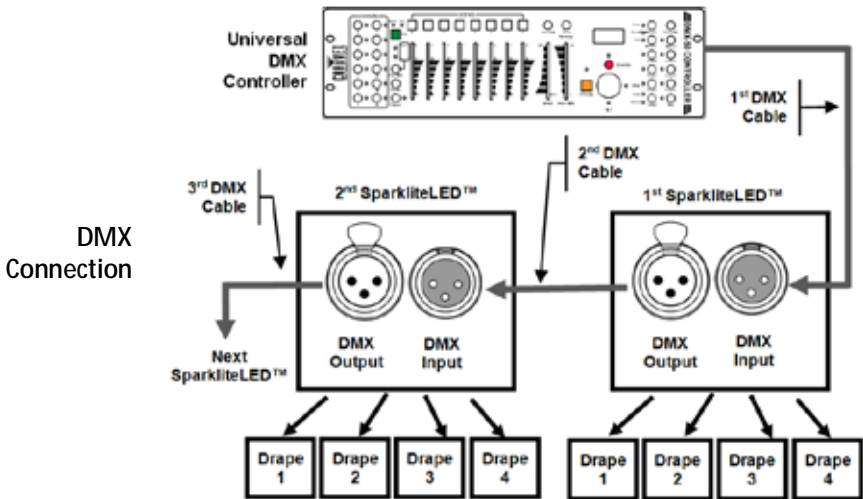 Universal
DMX
Controller
CHAUVET
1st DMX
Cable
2nd DMX
Cable
3rd DMX
Cable
2nd SparkliteLED™
1st SparkliteLED™
DMX
Connection
DMX
Output
DMX
Input
DMX
Output
DMX
Input
Next
SparkliteLED™
Drape
1
Drape
2
Drape
3
Drape
4
Drape
1
Drape
2
Drape
3
Drape
4